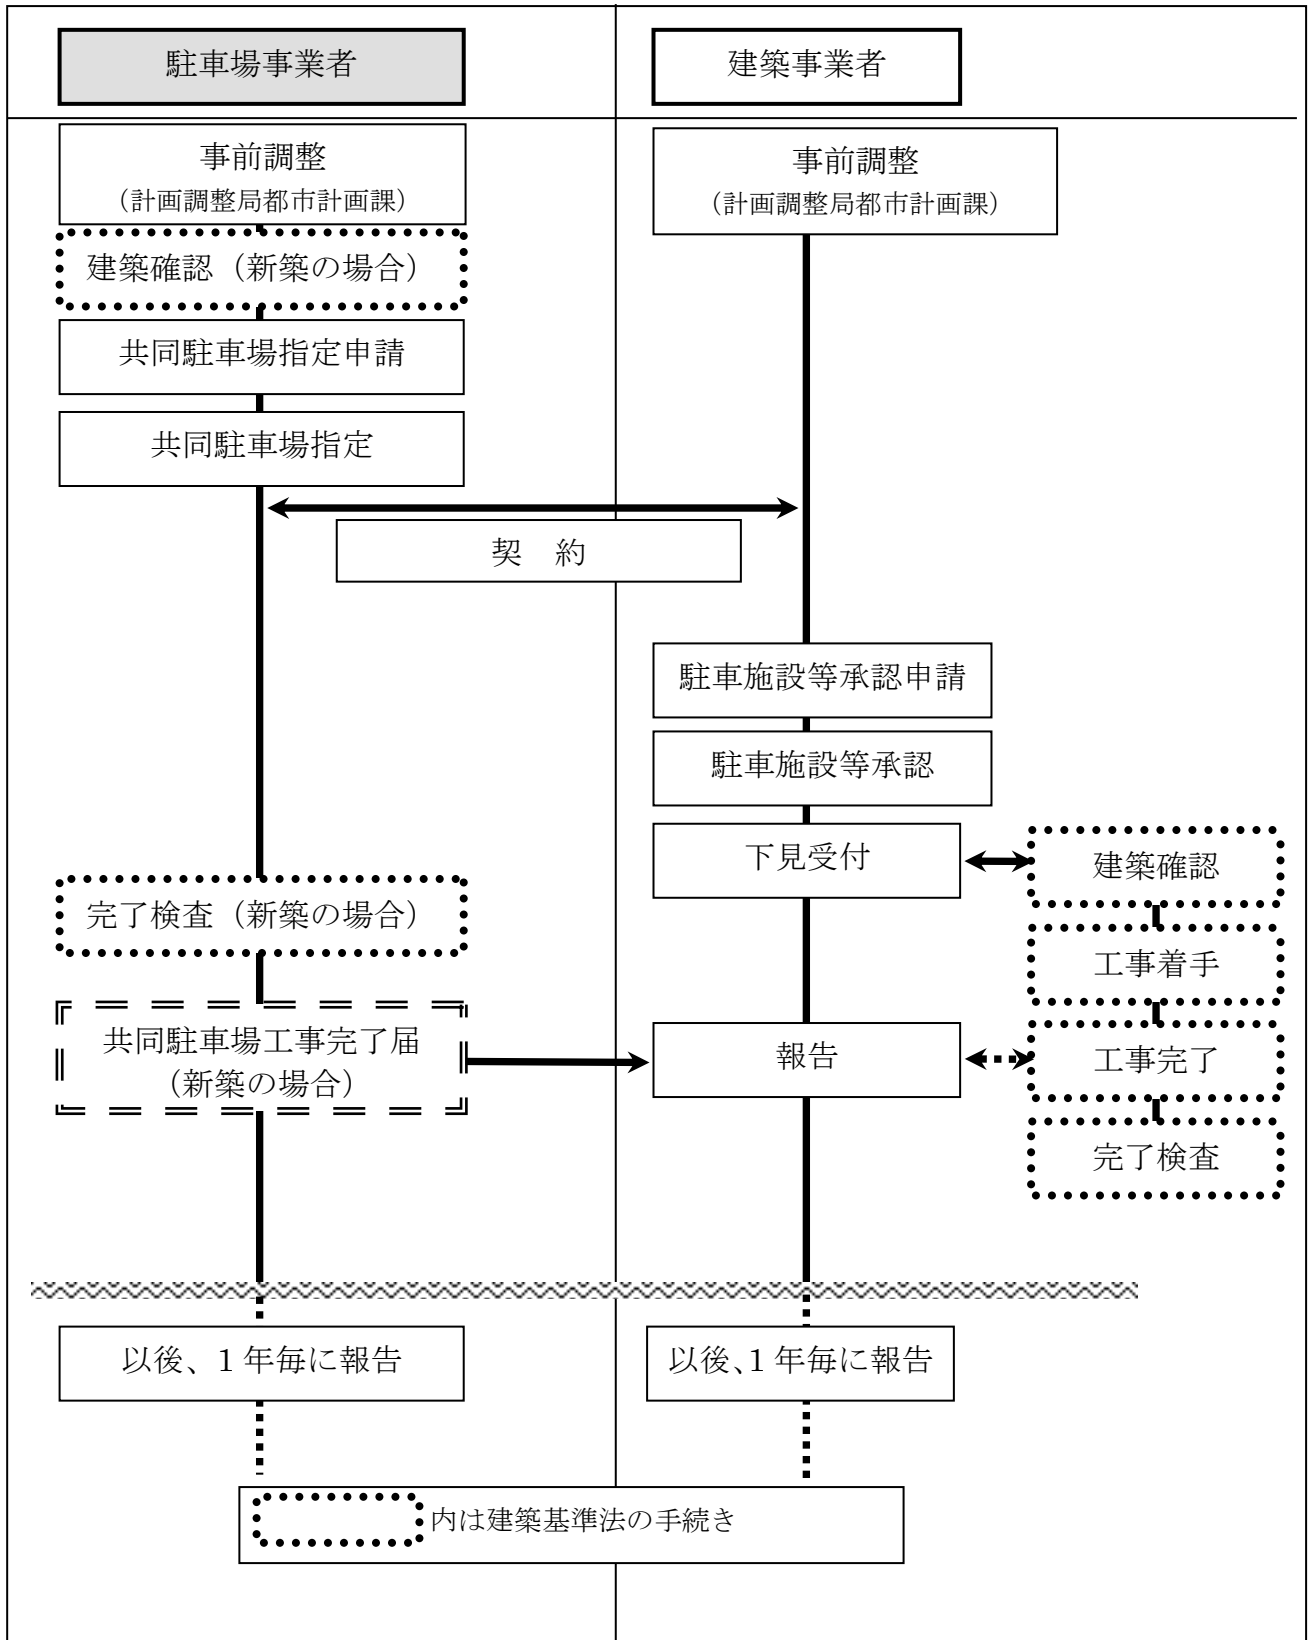 駐車場事業者
建築事業者
事前調整
（計画調整局都市計画課）
事前調整
（計画調整局都市計画課）
建築確認（新築の場合）
共同駐車場指定申請
共同駐車場指定
契　約
駐車施設等承認申請
駐車施設等承認
下見受付
建築確認
完了検査（新築の場合）
工事着手
共同駐車場工事完了届
（新築の場合）
報告
工事完了
完了検査
以後、１年毎に報告
以後、１年毎に報告
内は建築基準法の手続き